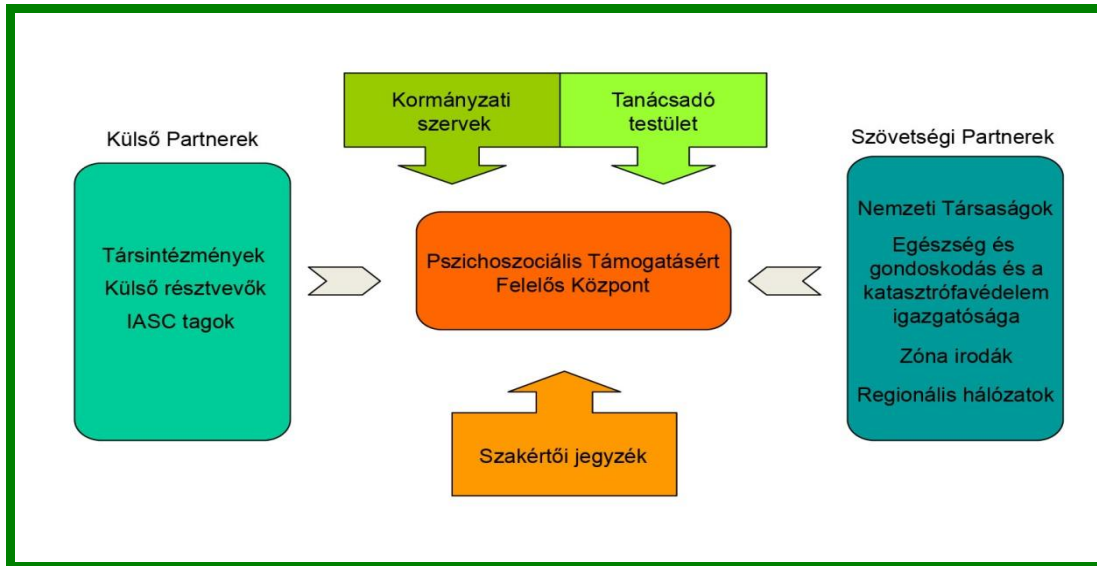 Kormányzati
szervek
Tanácsadó
testület
Külső Partnerek
Társintézmények
Külső résztvevők
IASC tagok
Pszichoszociális Támogatásért
Felelős Központ
Szövetségi Partnerek
Nemzeti Társaságok
Egészség és
gondoskodás és a
katasztrófavédelem
igazgatósága
Zóna irodák
Regionális hálózatok
Szakértői jegyzék